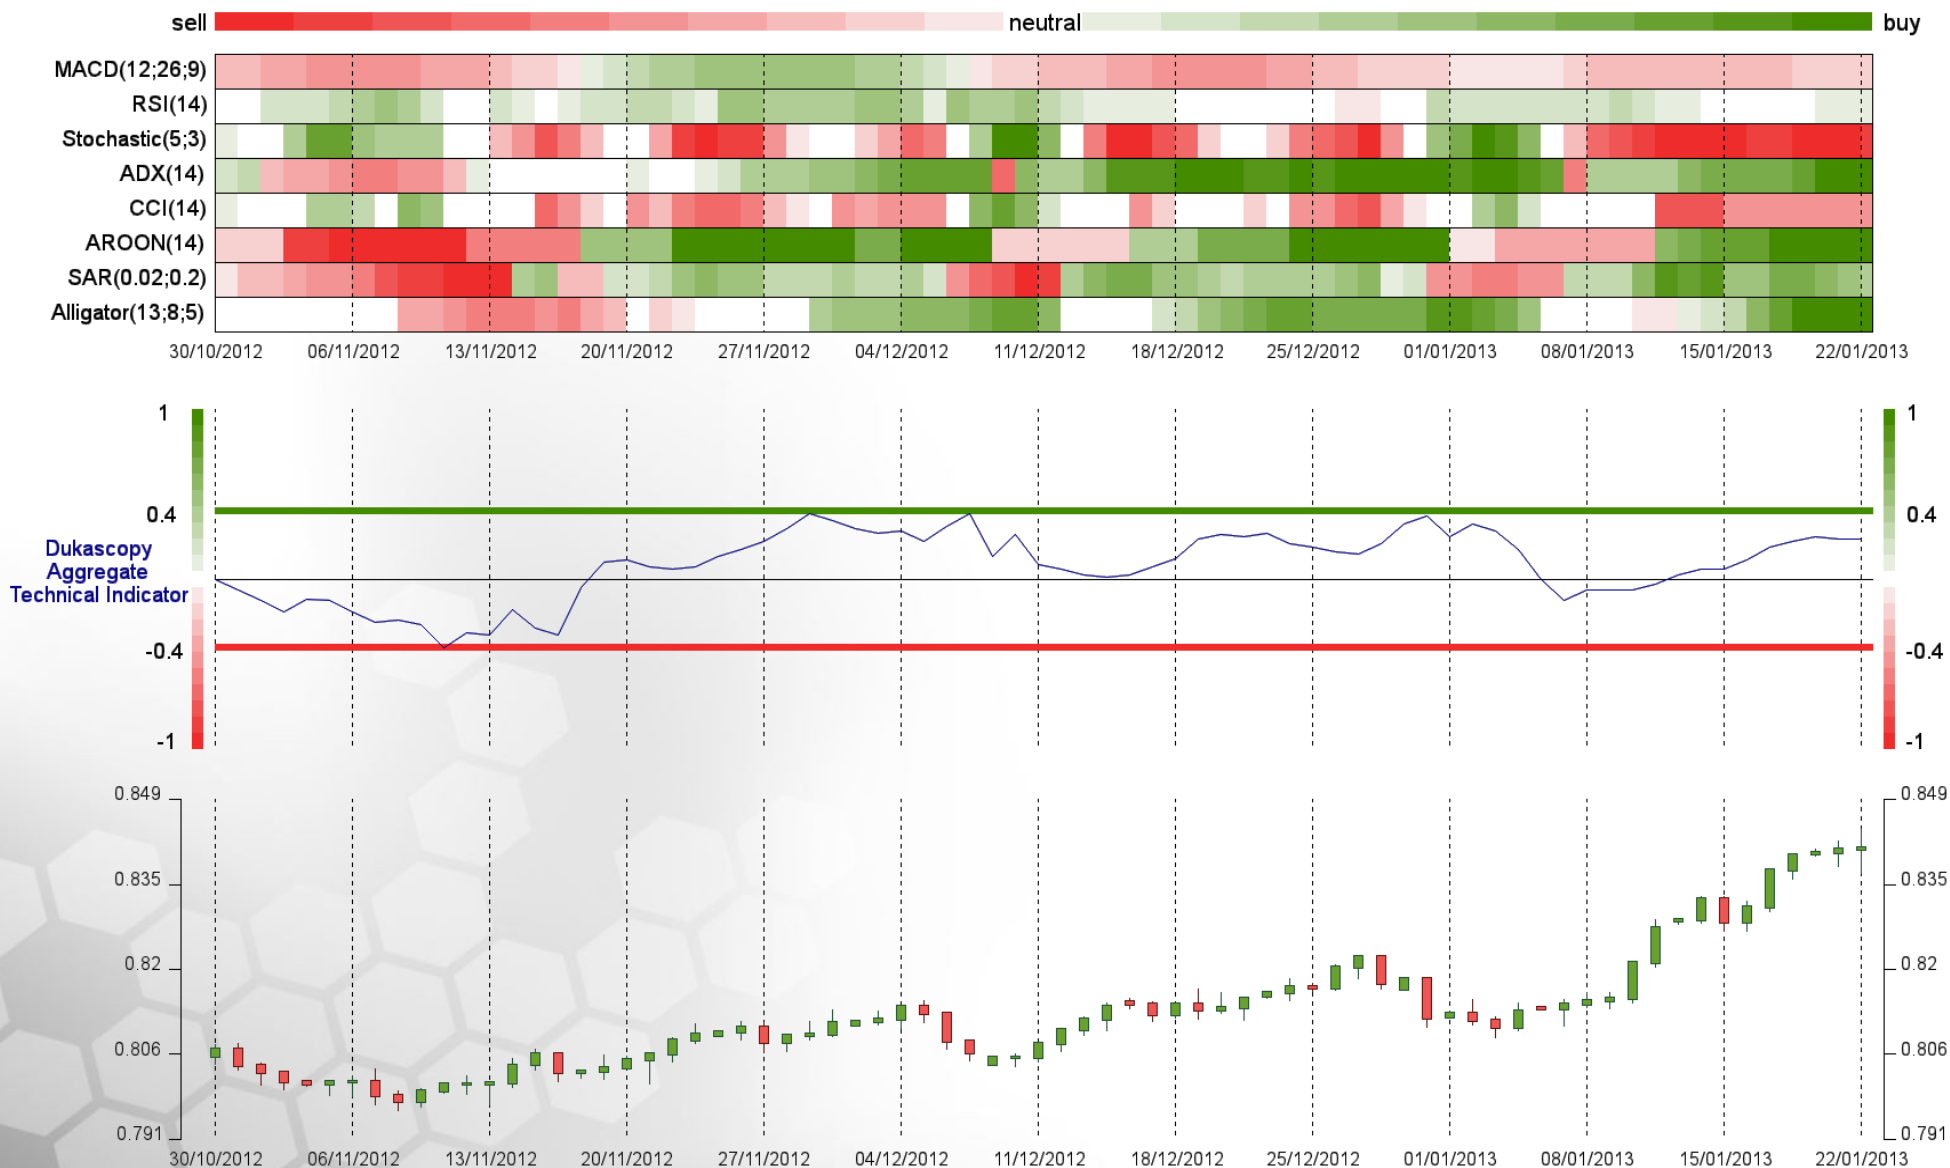 sell neutral buy
MACD(12;26;9)
RSI(14)
Stochastic(5;3)
ADX(14)
CCI(14)
AROON(14)
SAR(0.02;0.2)
Alligator(13;8;5)
30/10/2012 06/11/2012 13/11/2012 20/11/2012 27/11/2012 04/12/2012 11/12/2012 18/12/2012 25/12/2012 01/01/2013 08/01/2013 15/01/2013 22/01/2013
1 1
0.4 0.4
Dukascopy
Aggregate
Technical Indicator
-0.4 -0.4
-1 -1
0.849 0.849
0.835 0.835
0.82 0.82
0.806 0.806
0.791 0.791
30/10/2012 06/11/2012 13/11/2012 20/11/2012 27/11/2012 04/12/2012 11/12/2012 18/12/2012 25/12/2012 01/01/2013 08/01/2013 15/01/2013 22/01/2013